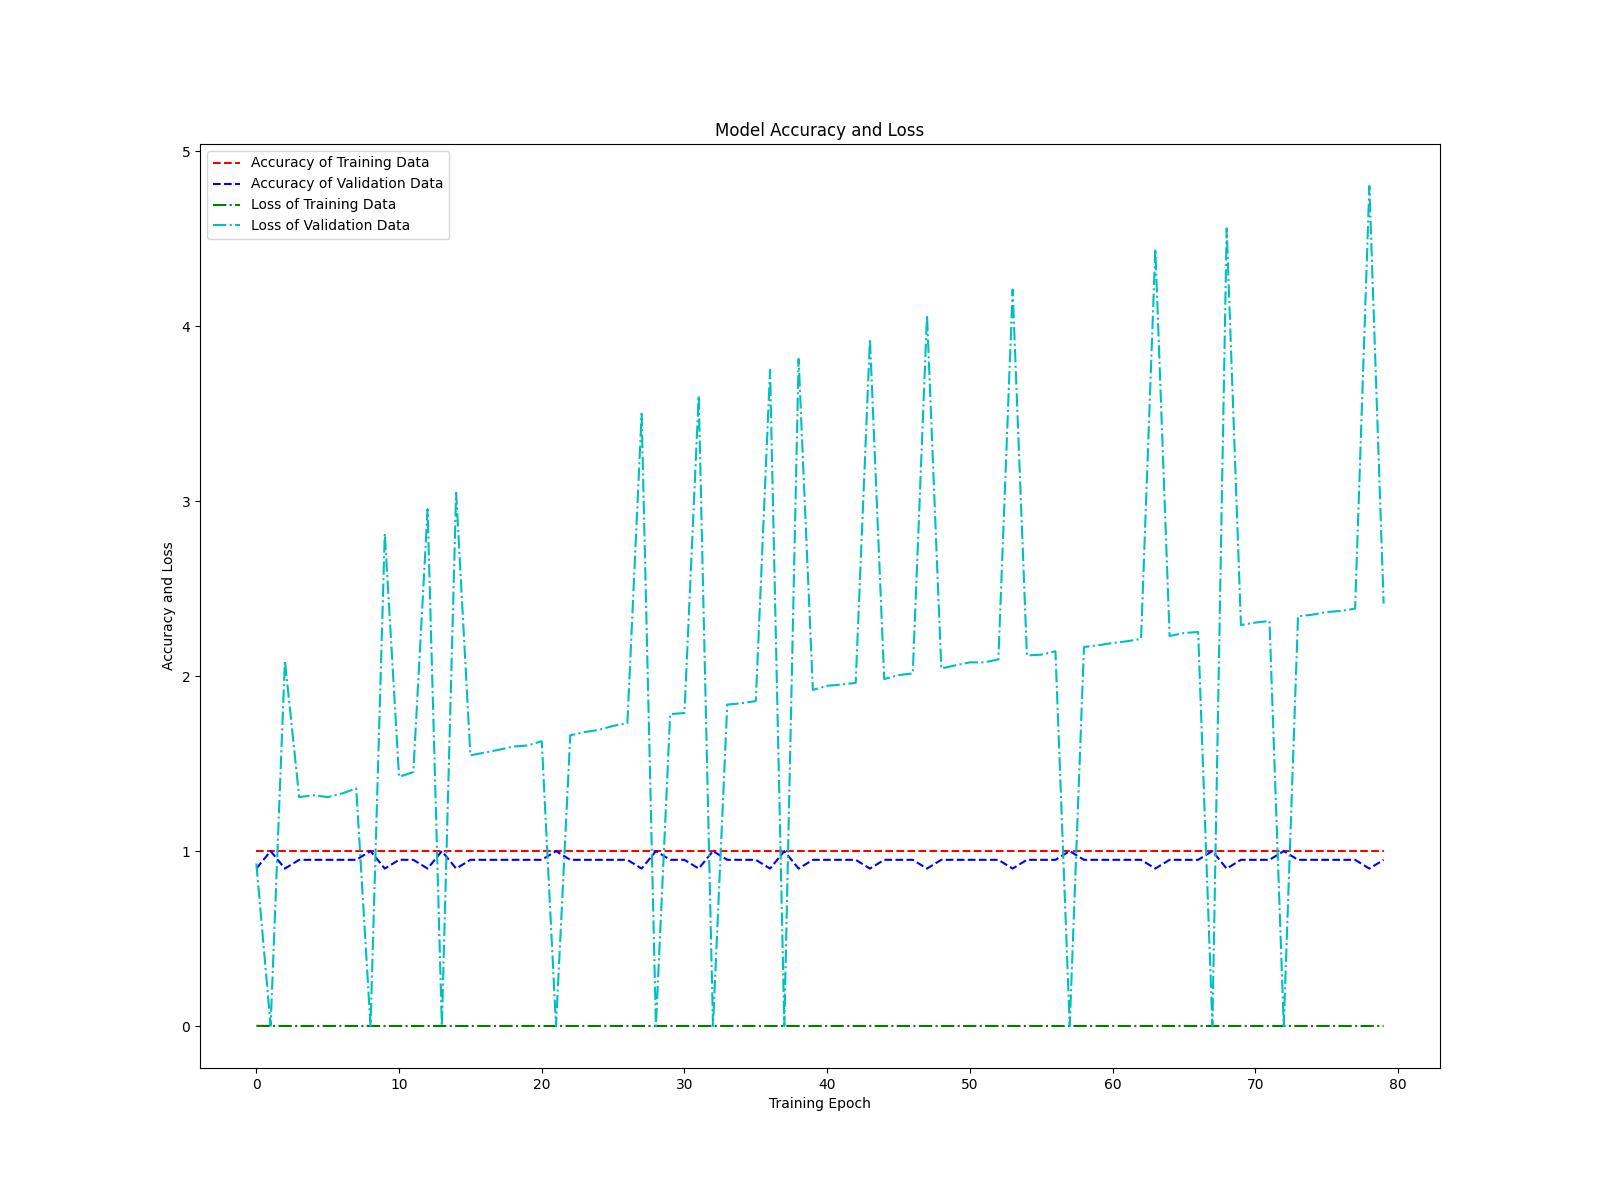 Model Accuracy and Loss
5
4
3
2
1
0
Accuracy and Loss
Accuracy of Training Data
Accuracy of Validation Data
Loss of Training Data
Loss of Validation Data
0 10 20 30 40 50 60 70 80
Training Epoch